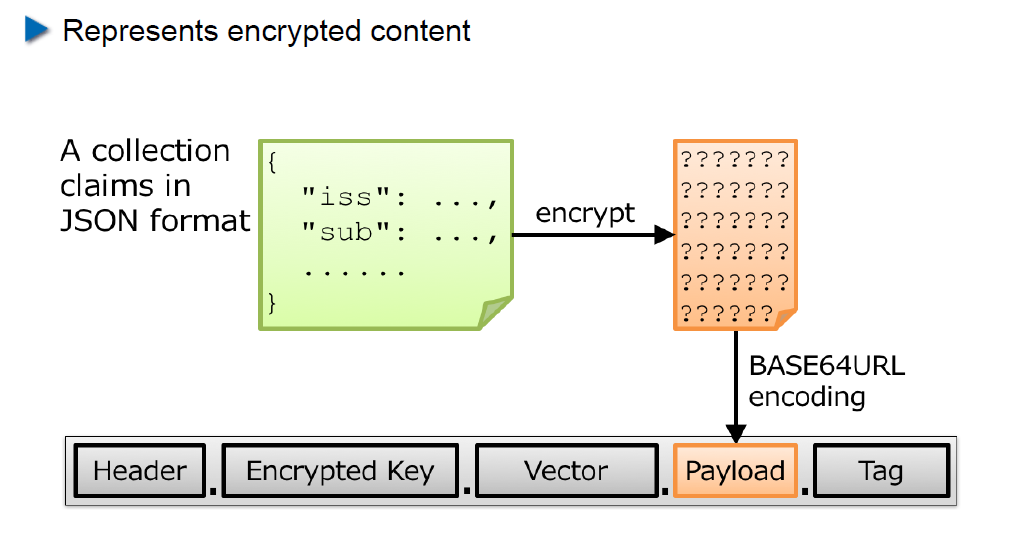 Represents encrypted content
A collection
claims in
JSON format
{
"iss": ...,
"sub": ...,
......
}
encrypt
???????
???????
???????
???????
???????
??????
BASE64URL
encoding
Header . Encrypted Key . Vector . Payload . Tag